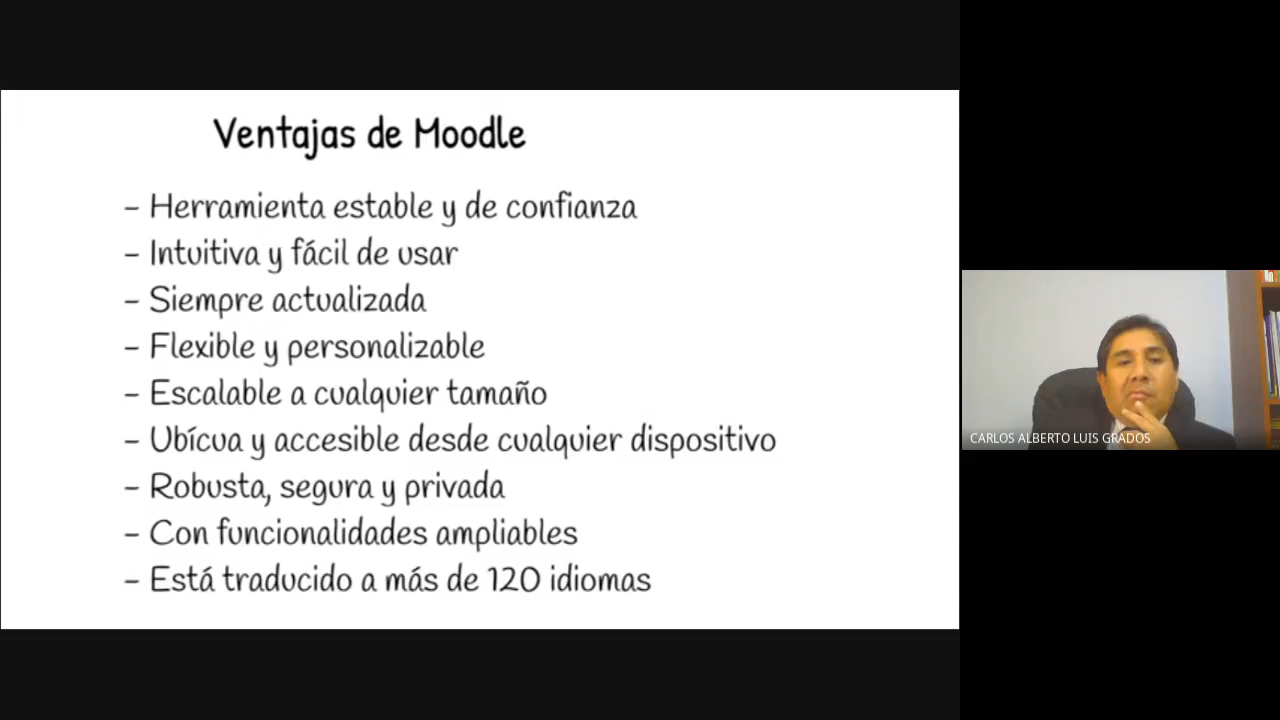 Ventajas de Moodle
- Herramienta estable y de confianza
- Intuitiva y fácil de usar
- Siempre actualizada
- Flexible y personalizable
- Escalable a cualquier tamaño
- Ubícua y accesible desde cualquier dispositivo
- Robusta, segura y privada
- Con funcionalidades ampliables
- Está traducido a más de 120 idiomas
CARLOS ALBERTO LUIS GRADOS